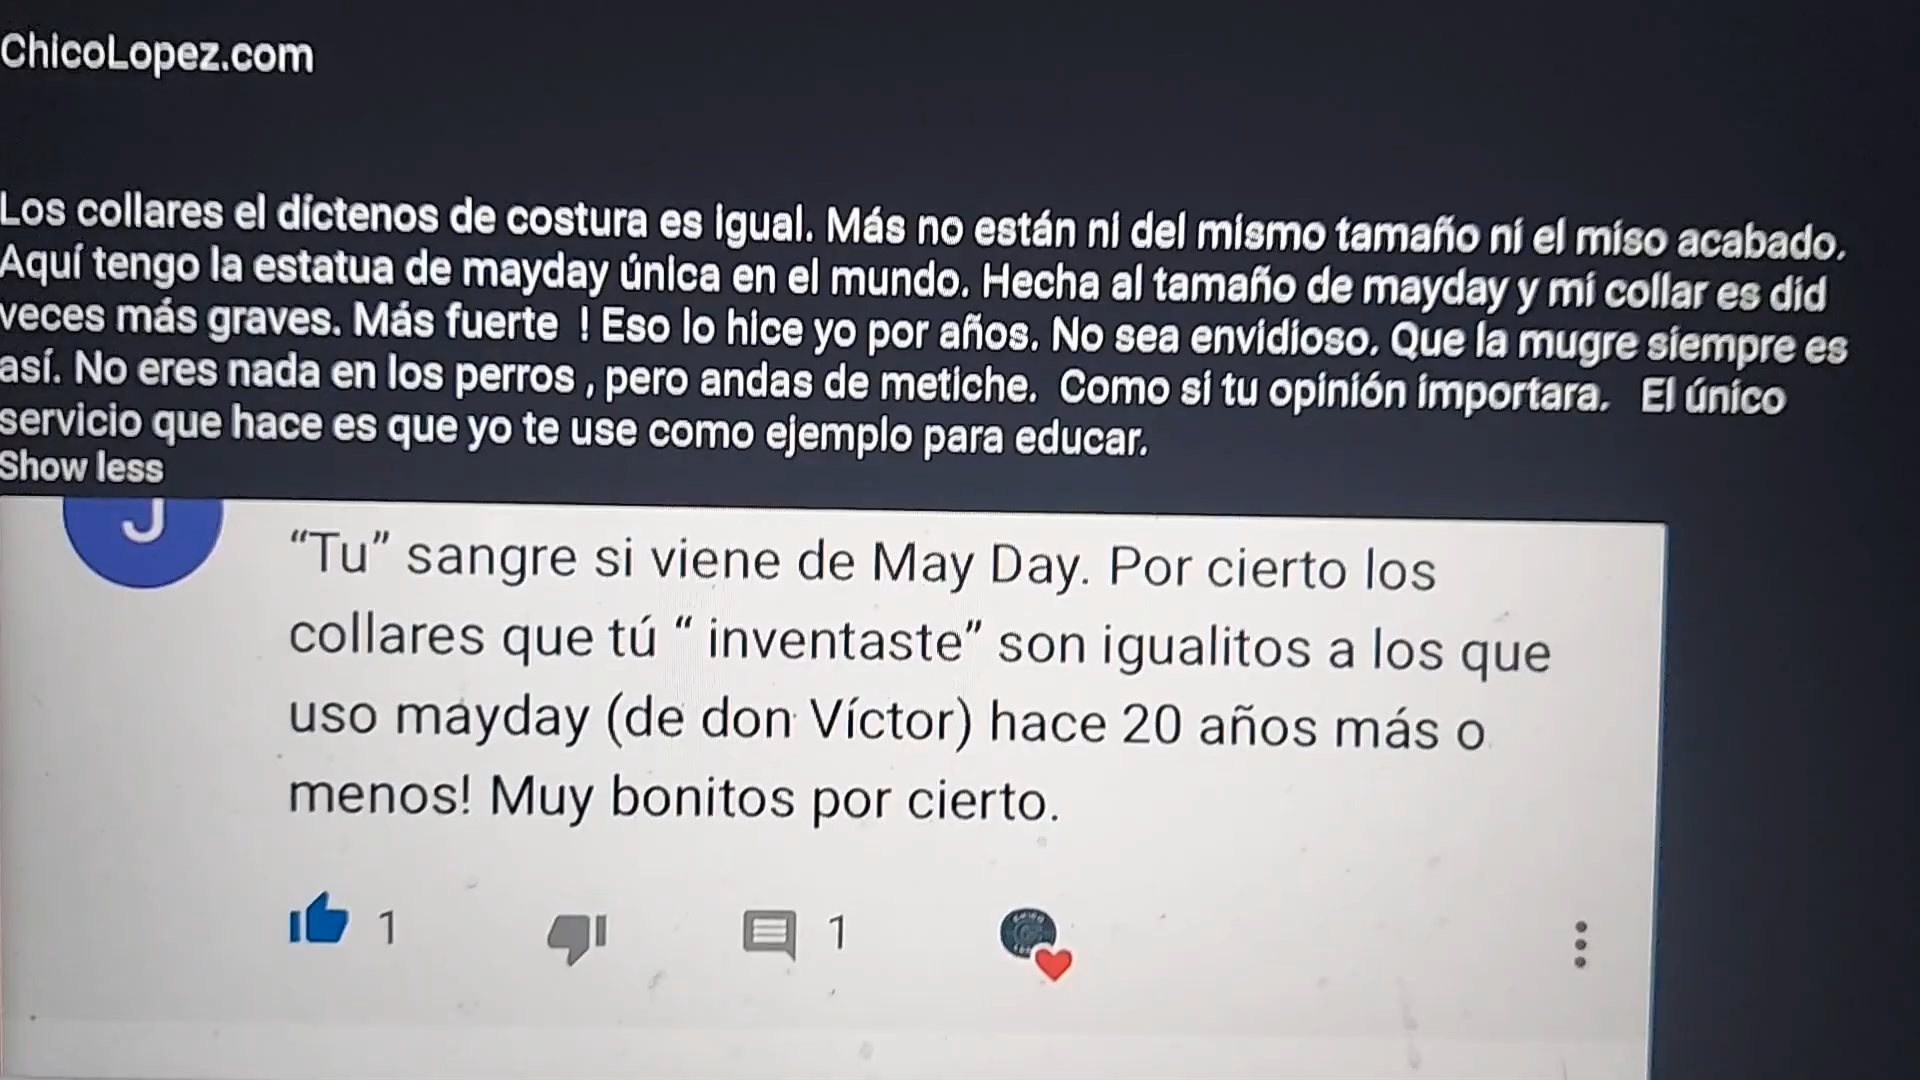 ChicoLopez.com
Los collares el díctenos de costura es igual. Más no están ni del mismo tamaño ni el miso acabado.
Aquí tengo la estatua de mayday única en el mundo. Hecha al tamaño de mayday y mi collar es did
veces más graves. Más fuerte ! Eso lo hice yo por años. No sea envidioso. Que la mugre siempre es
así. No eres nada en los perros , pero andas de metiche. Como si tu opinión importara. El único
servicio que hace es que yo te use como ejemplo para educar.
Show less
J
“Tu” sangre si viene de May Day. Por cierto los
collares que tú “ inventaste” son igualitos a los que
uso mayday (de don Víctor) hace 20 años más o
menos! Muy bonitos por cierto.
1 1